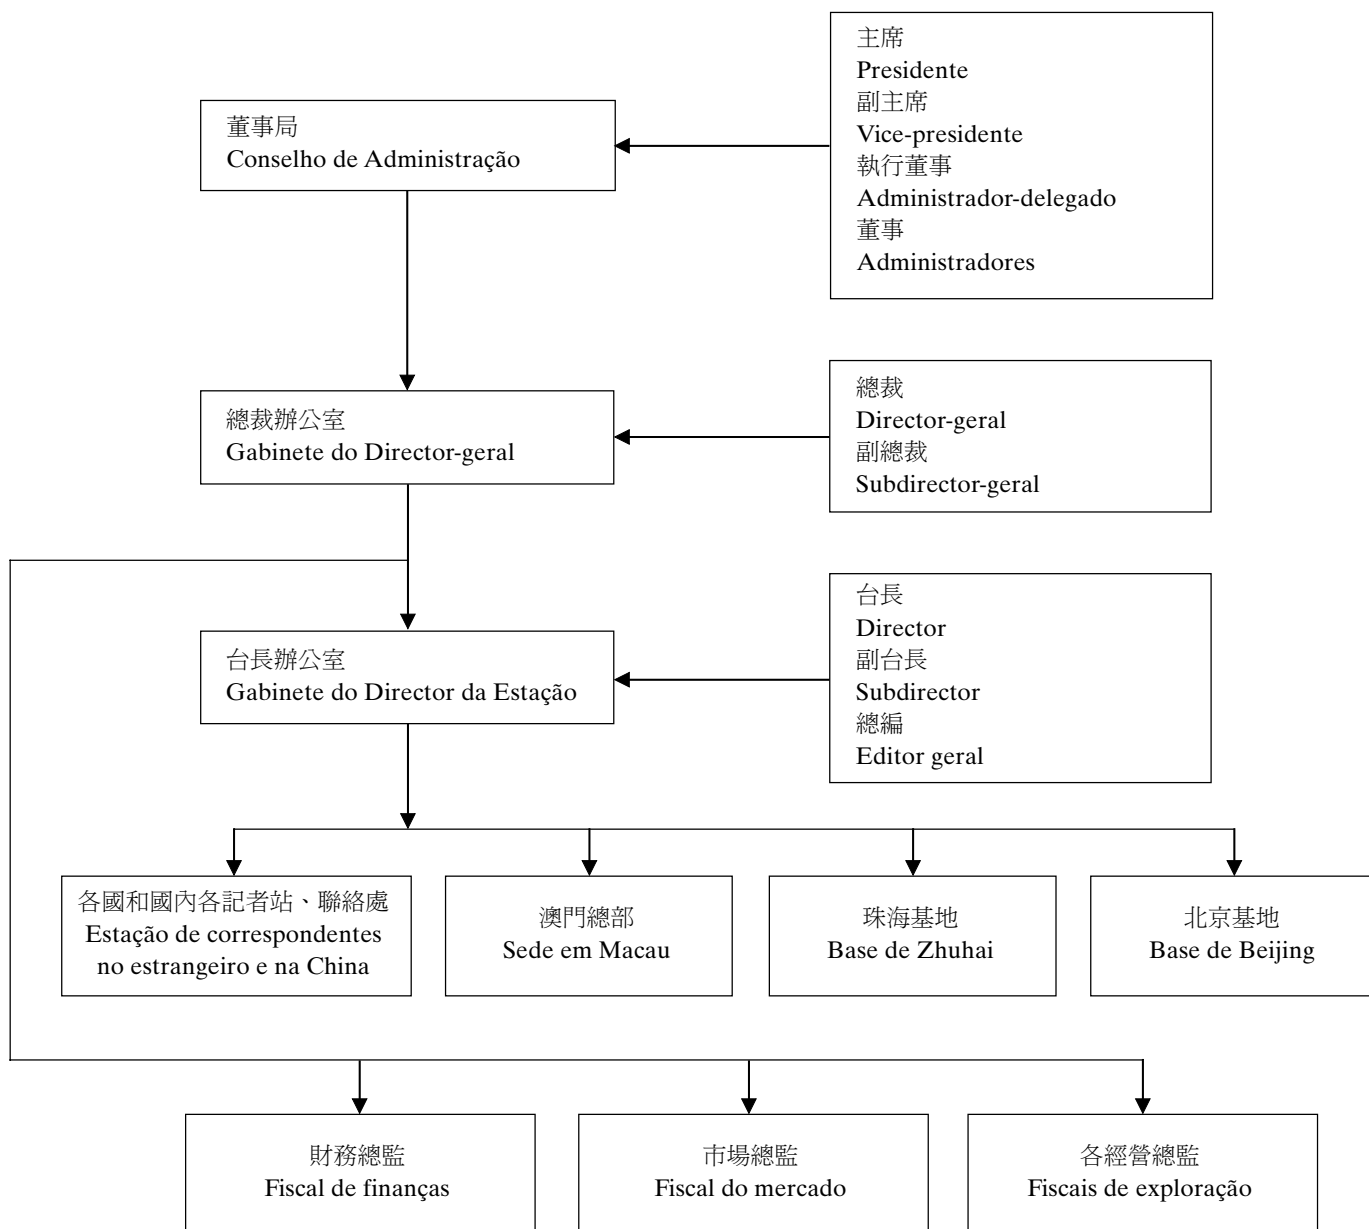 主席
Presidente
副主席
Vice-presidente
執行董事
Administrador-delegado
董事
Administradores
董事局
Conselho de Administração
總裁辦公室
Gabinete do Director-geral
總裁
Director-geral
副總裁
Subdirector-geral
台長
Director
副台長
Subdirector
總編
Editor geral
台長辦公室
Gabinete do Director da Estação
各國和國內各記者站、聯絡處
Estação de correspondentes
no estrangeiro e na China
澳門總部
Sede em Macau
珠海基地
Base de Zhuhai
北京基地
Base de Beijing
財務總監
Fiscal de finanças
市場總監
Fiscal do mercado
各經營總監
Fiscais de exploração